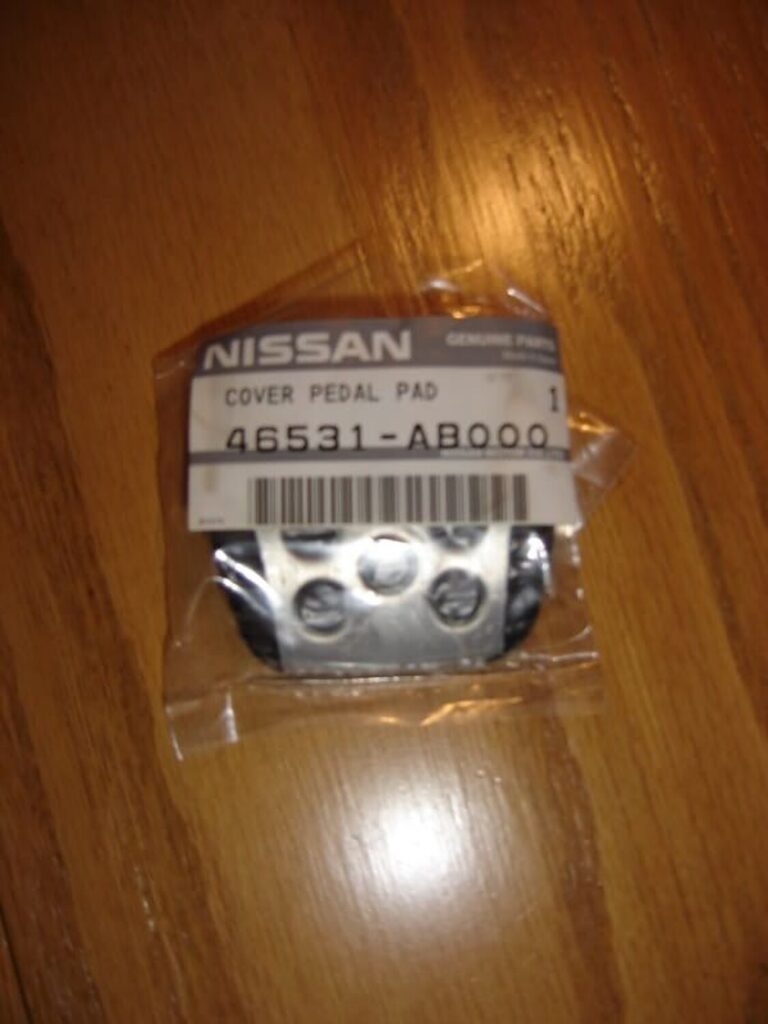 NISSAN
GENUINE PARTS
COVER PEDAL PAD 1
46531-AB000